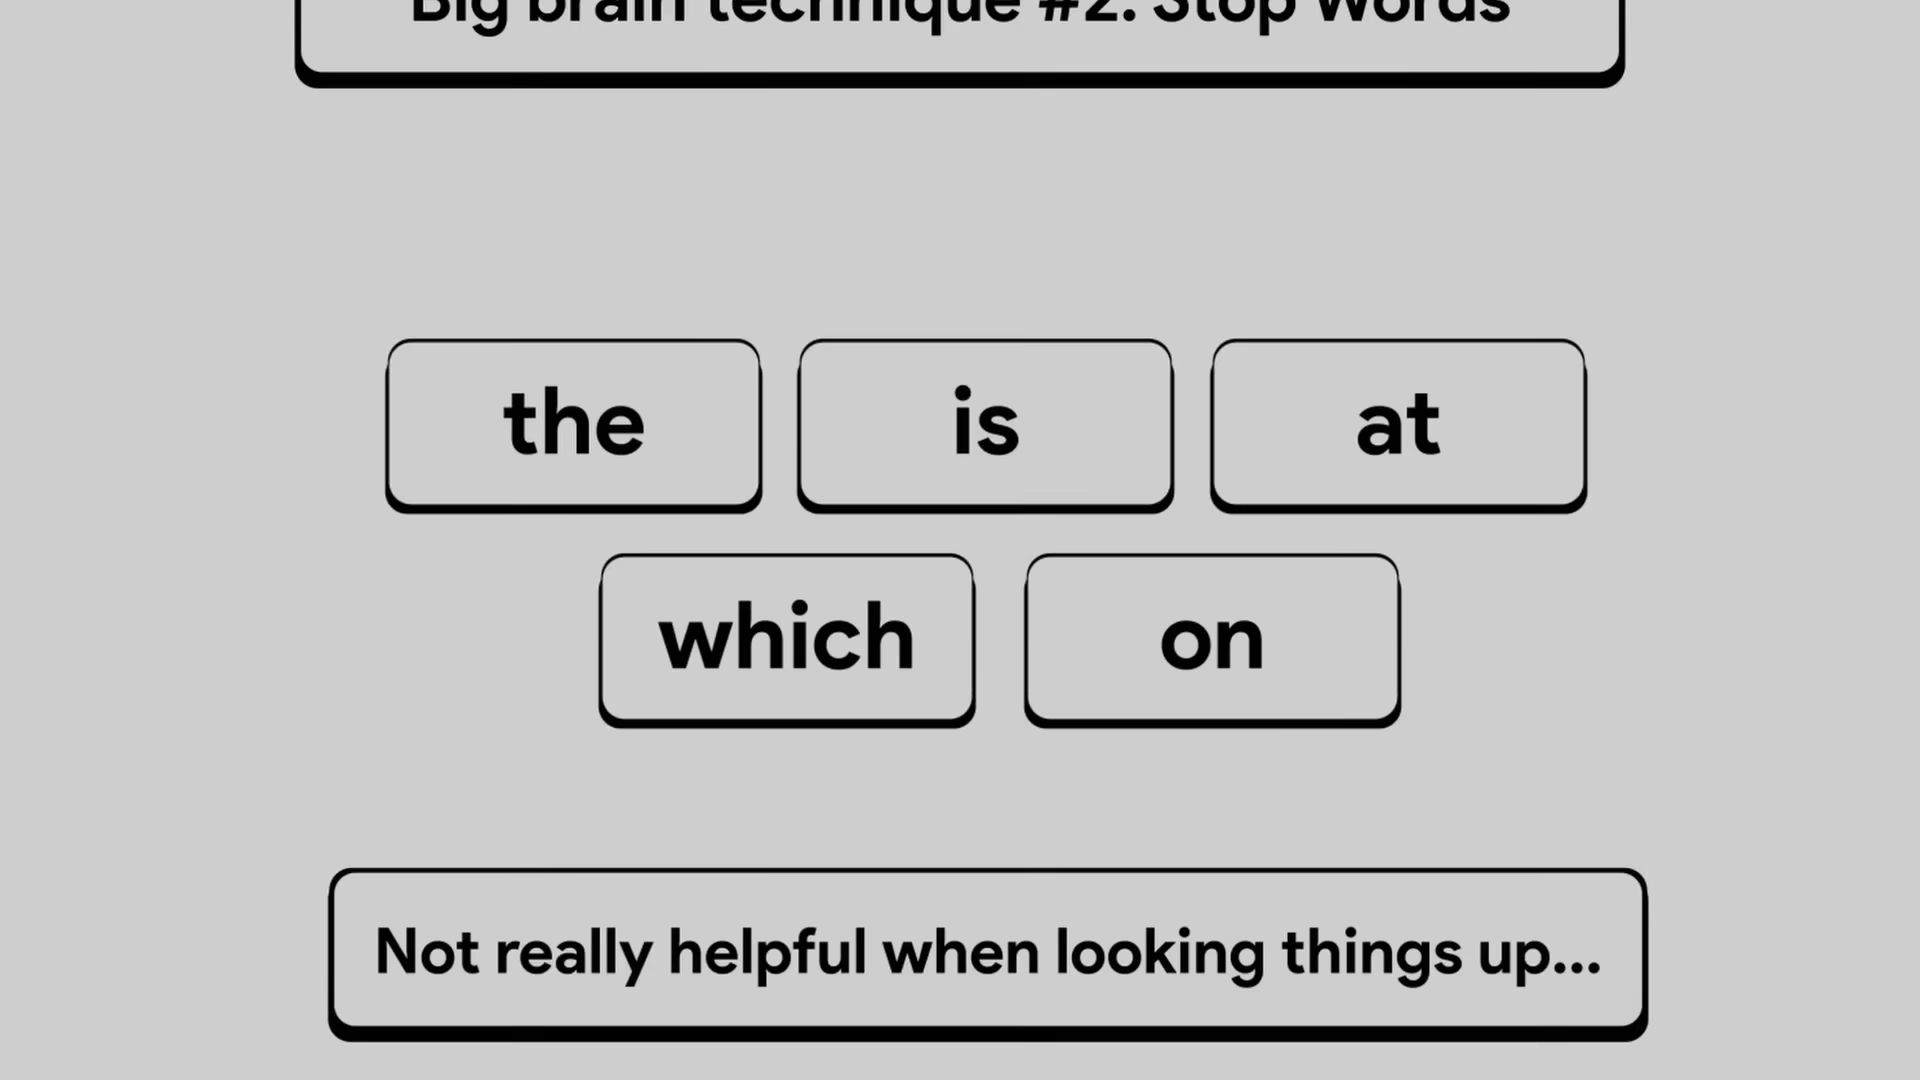 Big brain technique #2: Stop Words
the is at
which on
Not really helpful when looking things up...